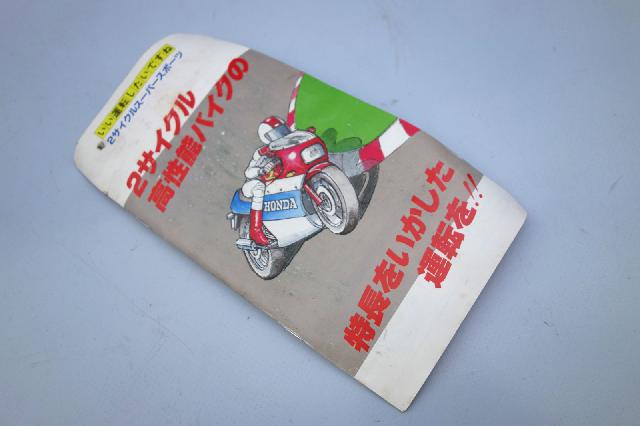 いい運転したいですね
2サイクルスーパースポーツ
2サイクル
高性能バイクの
HONDA
特長をいかした
運転を!!